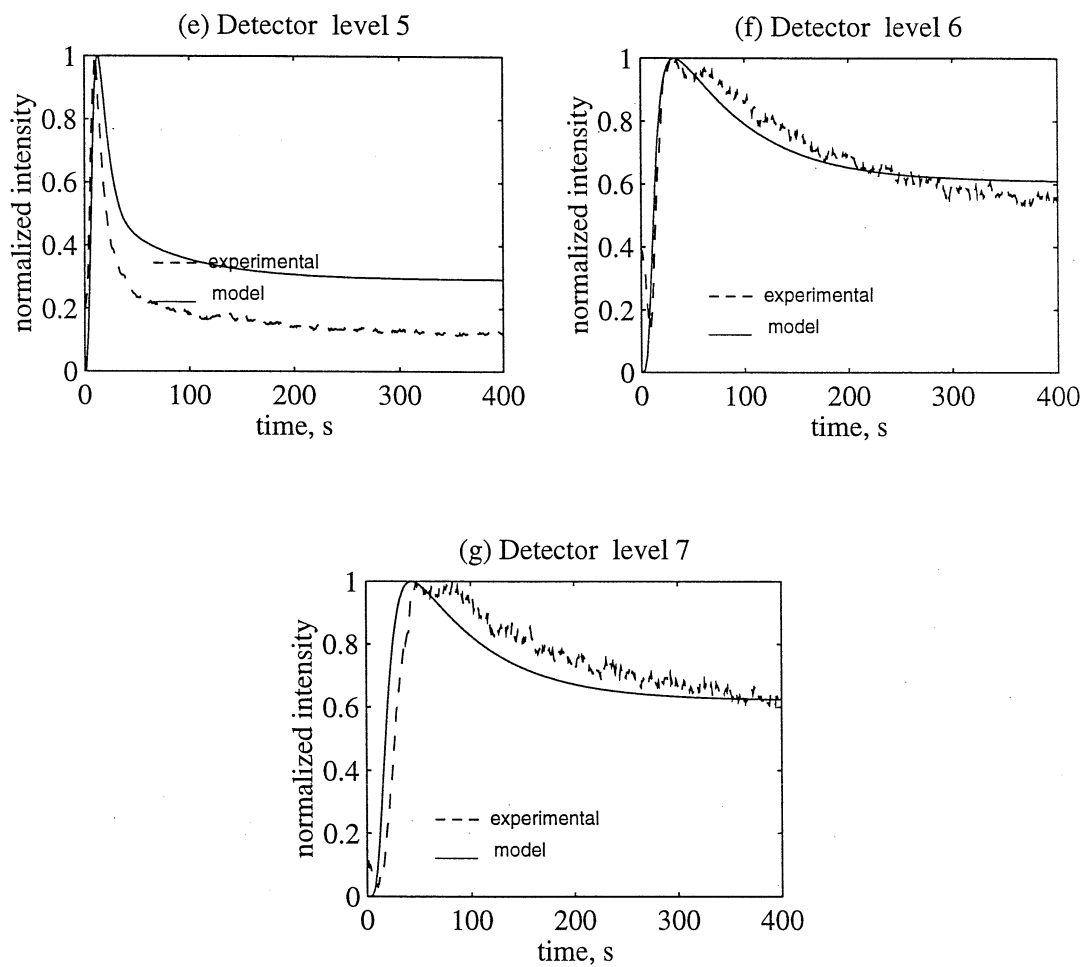 (e) Detector level 5
normalized intensity
1
0.8
0.6
0.4
0.2
0
experimental
model
0 100 200 300 400
time, s
(f) Detector level 6
normalized intensity
1
0.8
0.6
0.4
0.2
0
experimental
model
0 100 200 300 400
time, s
(g) Detector level 7
normalized intensity
1
0.8
0.6
0.4
0.2
0
experimental
model
0 100 200 300 400
time, s